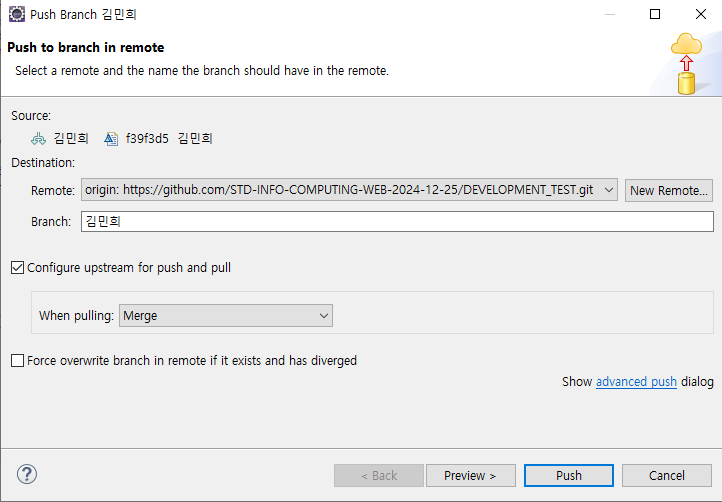 Push Branch 김민희
Push to branch in remote
Select a remote and the name the branch should have in the remote.
Source:
김민희 f39f3d5 김민희
Destination:
Remote: origin: https://github.com/STD-INFO-COMPUTING-WEB-2024-12-25/DEVELOPMENT_TEST.git New Remote...
Branch: 김민희
Configure upstream for push and pull
When pulling: Merge
Force overwrite branch in remote if it exists and has diverged
Show advanced push dialog
< Back Preview > Push Cancel